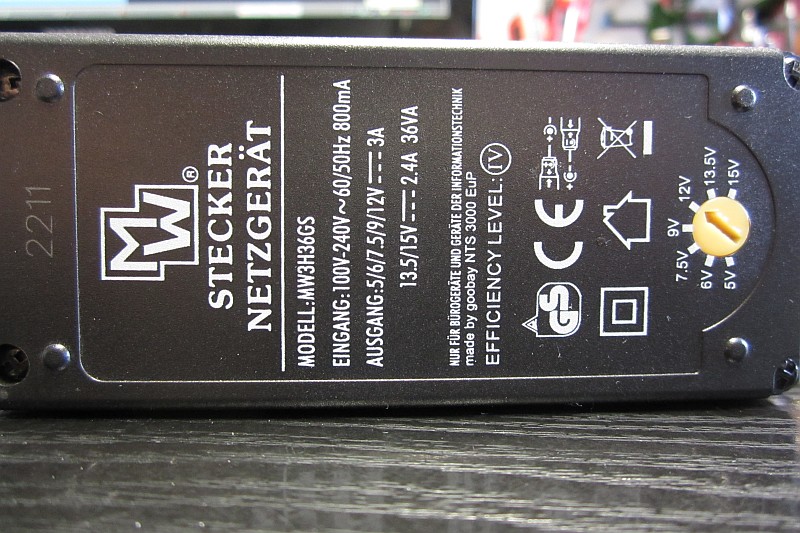 2211
MW®
STECKER
NETZGERÄT
MODELL:MW3H36GS
EINGANG:100V-240V~60/50Hz 800mA
AUSGANG:5/6/7.5/9/12V⎓3A
13.5/15V⎓2.4A 36VA
NUR FÜR BÜROGERÄTE UND GERÄTE DER INFORMATIONSTECHNIK
made by goobay NTS 3000 EuP
EFFICIENCY LEVEL:IV
GS CE
5V
6V
7.5V
9V
12V
13.5V
15V